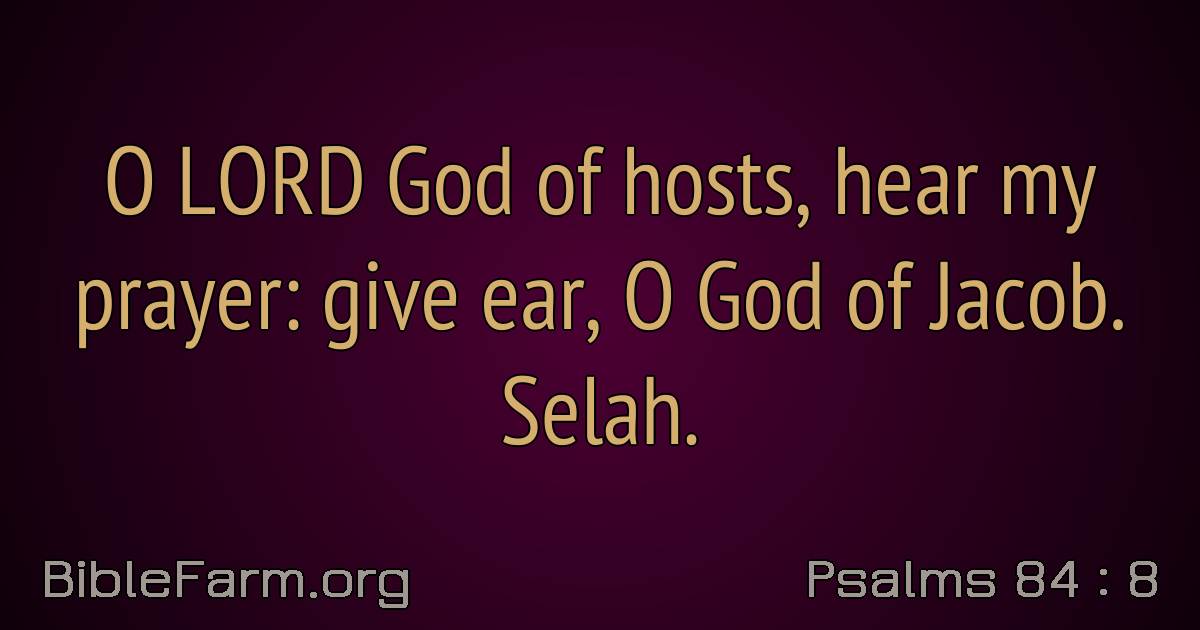 O LORD God of hosts, hear my
prayer: give ear, O God of Jacob.
Selah.
BibleFarm.org
Psalms 84 : 8